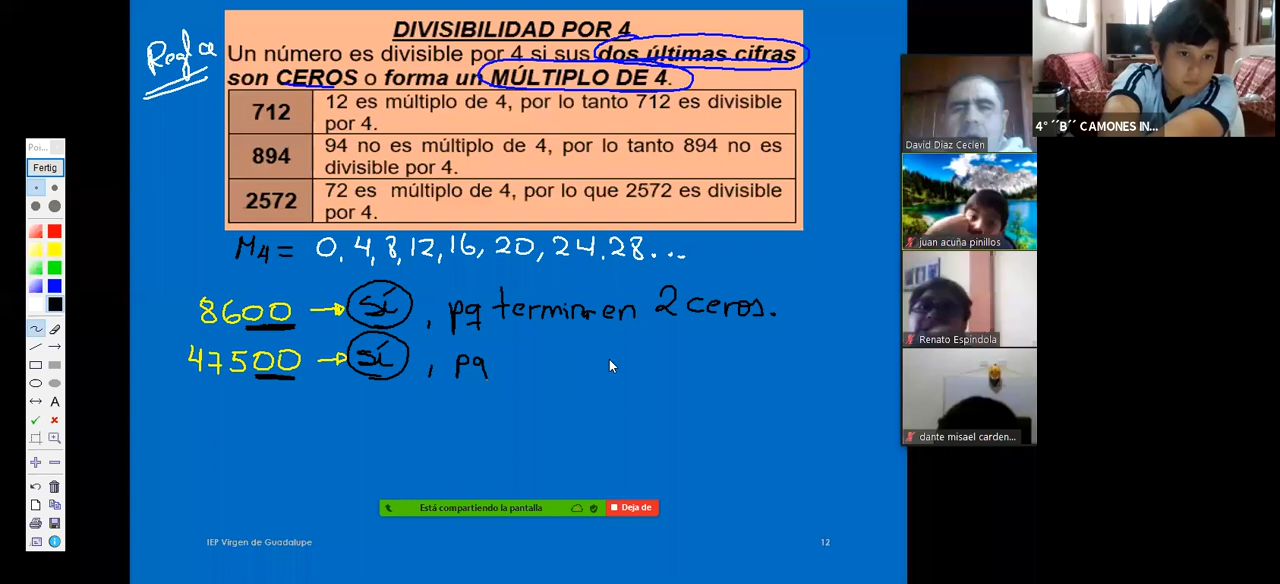 DIVISIBILIDAD POR 4
Regla
Un número es divisible por 4 si sus dos últimas cifras
son CEROS o forma un MÚLTIPLO DE 4.
712
12 es múltiplo de 4, por lo tanto 712 es divisible
por 4.
894
94 no es múltiplo de 4, por lo tanto 894 no es
divisible por 4.
2572
72 es múltiplo de 4, por lo que 2572 es divisible
por 4.
M4 = 0, 4, 8, 12, 16, 20, 24. 28...
8600 → sí , pq terminan en 2 ceros.
47500 → sí , pq
Poi...
Fertig
A
Está compartiendo la pantalla
Deja de
IEP Virgen de Guadalupe
12
4° ´´B´´ CAMONES IN...
David Diaz Cecien
juan acuña pinillos
Renato Espindola
dante misael carden...